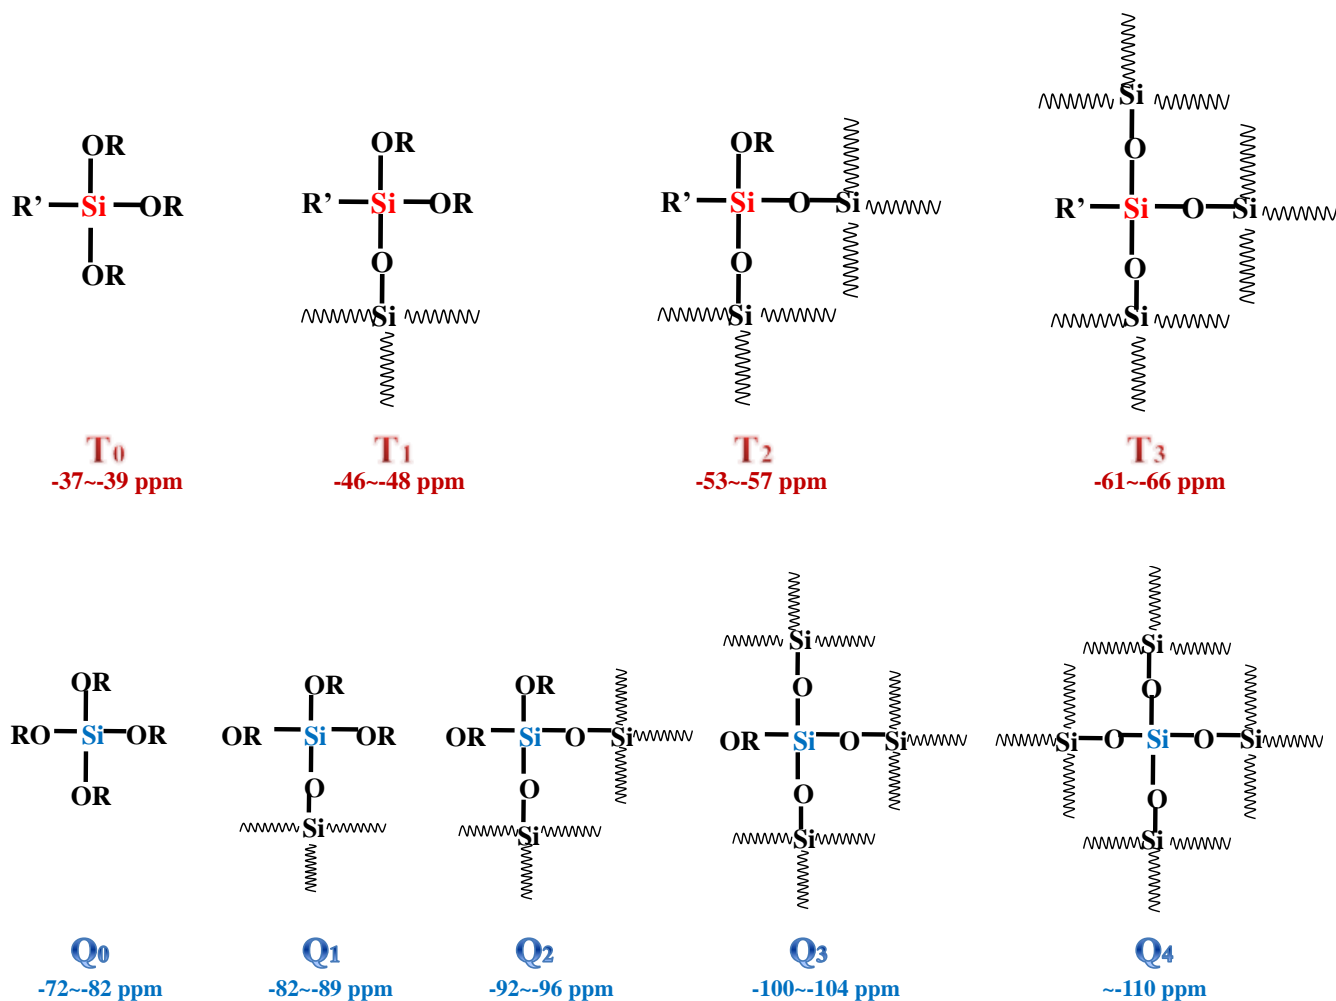 Si
OR OR OR Si
O
R’ Si OR R’ Si OR R’ Si O Si R’ Si O Si
OR O O O
Si Si Si
T0 T1 T2 T3
-37~-39 ppm -46~-48 ppm -53~-57 ppm -61~-66 ppm
Si Si
OR OR OR O O
RO Si OR OR Si OR OR Si O Si OR Si O Si Si O Si O Si
OR O O O O
Si Si Si Si
Q0 Q1 Q2 Q3 Q4
-72~-82 ppm -82~-89 ppm -92~-96 ppm -100~-104 ppm ~-110 ppm